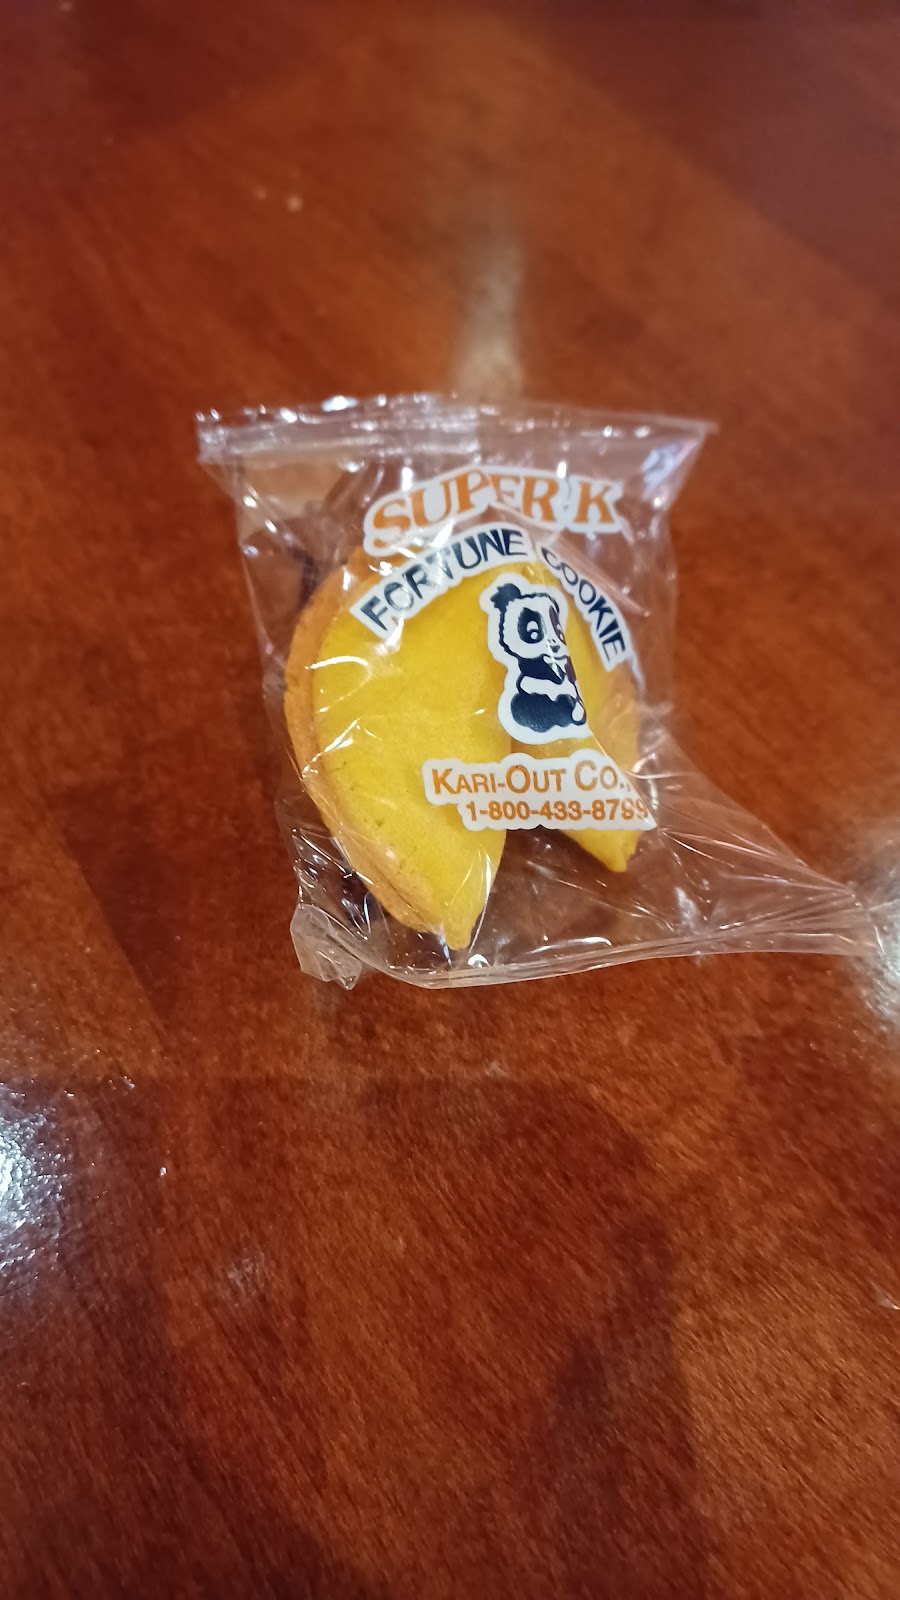 SUPER K
FORTUNE COOKIE
KARI-OUT CO.,
1-800-433-8799